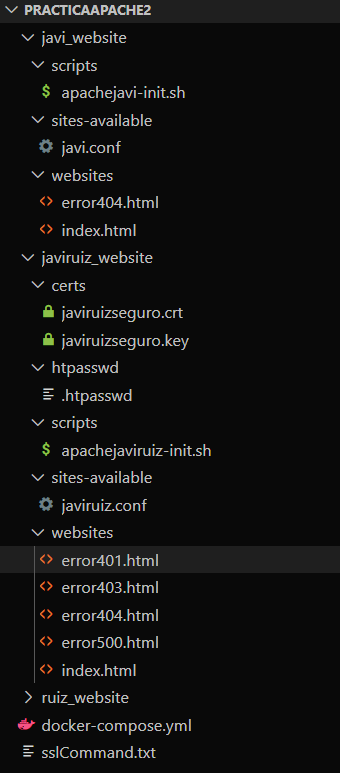 PRACTICAAPACHE2
javi_website
scripts
$ apachejavi-init.sh
sites-available
javi.conf
websites
<> error404.html
<> index.html
javiruiz_website
certs
javiruizseguro.crt
javiruizseguro.key
htpasswd
.htpasswd
scripts
$ apachejaviruiz-init.sh
sites-available
javiruiz.conf
websites
<> error401.html
<> error403.html
<> error404.html
<> error500.html
<> index.html
ruiz_website
docker-compose.yml
sslCommand.txt